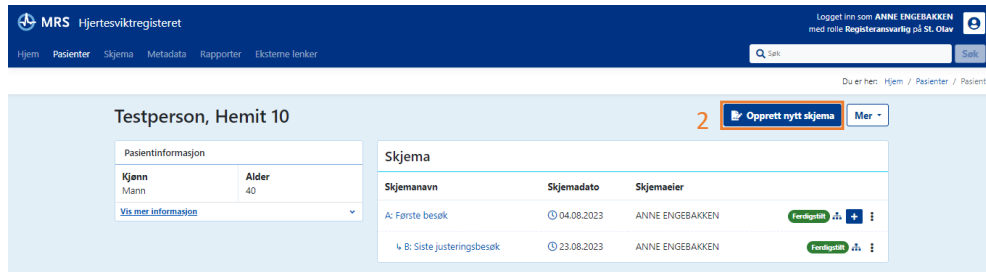 MRS Hjertesviktregisteret
Logget inn som ANNE ENGEBAKKEN
med rolle Registeransvarlig på St. Olav
Hjem Pasienter Skjema Metadata Rapporter Eksterne lenker
Søk Søk
Du er her: Hjem / Pasienter / Pasient
Testperson, Hemit 10
2 Opprett nytt skjema Mer
Pasientinformasjon
Kjønn Alder
Mann 40
Vis mer informasjon
Skjema
Skjemanavn Skjemadato Skjemaeier
A: Første besøk 04.08.2023 ANNE ENGEBAKKEN Ferdigstilt +
↳ B: Siste justeringsbesøk 23.08.2023 ANNE ENGEBAKKEN Ferdigstilt